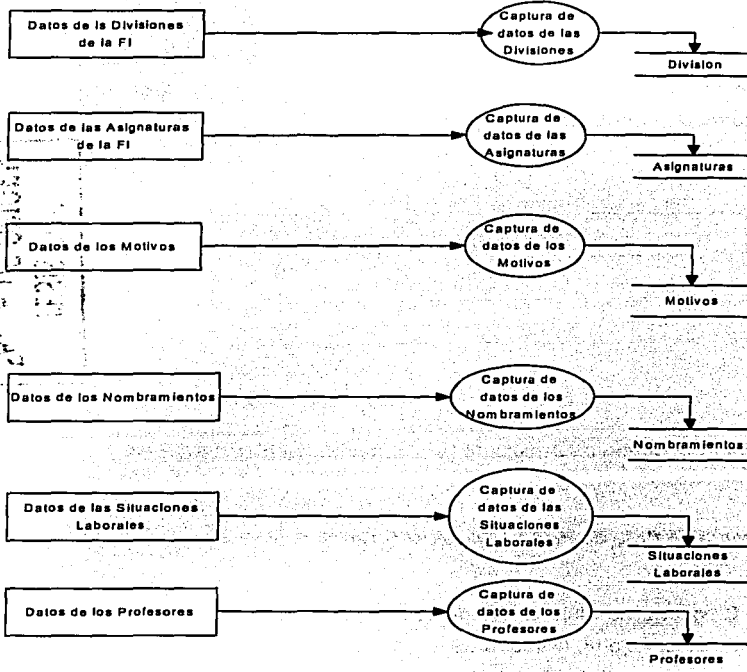 Datos de la Divisiones
de la FI
Captura de
datos de las
Divisiones
Division
Datos de las Asignaturas
de la FI
Captura de
datos de las
Asignaturas
Asignaturas
Datos de los Motivos
Captura de
datos de los
Motivos
Motivos
Datos de los Nombramientos
Captura de
datos de los
Nombramientos
Nombramientos
Datos de las Situaciones
Laborales
Captura de
datos de las
Situaciones
Laborales
Situaciones
Laborales
Datos de los Profesores
Captura de
datos de los
Profesores
Profesores